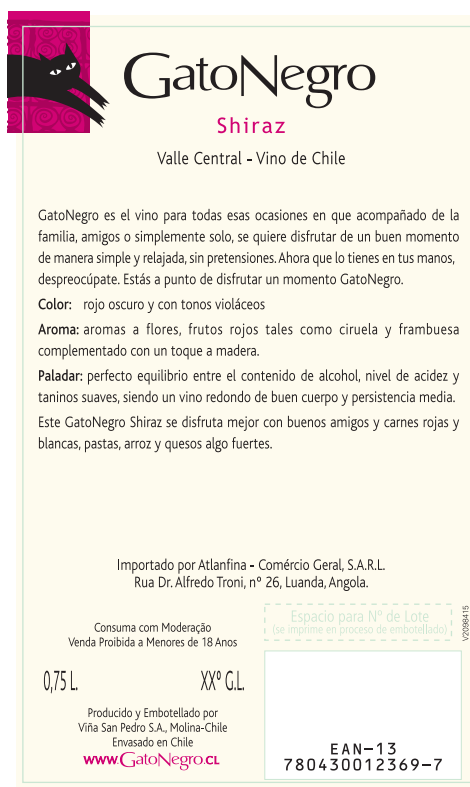 GatoNegro
Shiraz
Valle Central - Vino de Chile
GatoNegro es el vino para todas esas ocasiones en que acompañado de la
familia, amigos o simplemente solo, se quiere disfrutar de un buen momento
de manera simple y relajada, sin pretensiones. Ahora que lo tienes en tus manos,
despreocúpate. Estás a punto de disfrutar un momento GatoNegro.
Color: rojo oscuro y con tonos violáceos
Aroma: aromas a flores, frutos rojos tales como ciruela y frambuesa
complementado con un toque a madera.
Paladar: perfecto equilibrio entre el contenido de alcohol, nivel de acidez y
taninos suaves, siendo un vino redondo de buen cuerpo y persistencia media.
Este GatoNegro Shiraz se disfruta mejor con buenos amigos y carnes rojas y
blancas, pastas, arroz y quesos algo fuertes.
Importado por Atlanfina - Comércio Geral, S.A.R.L.
Rua Dr. Alfredo Troni, nº 26, Luanda, Angola.
Consuma com Moderação
Venda Proibida a Menores de 18 Anos
0,75 L.
XXº G.L.
Producido y Embotellado por
Viña San Pedro S.A., Molina-Chile
Envasado en Chile
www.GatoNegro.cl
Espacio para Nº de Lote
(se imprime en proceso de embotellado)
V2098415
EAN-13
780430012369-7